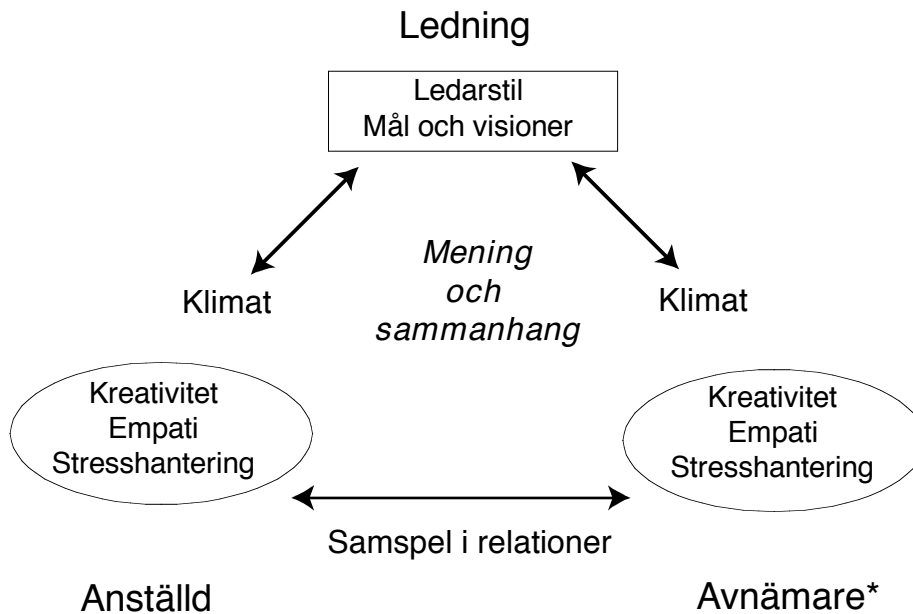 Ledning
Ledarstil
Mål och visioner
Mening
och
sammanhang
Klimat
Klimat
Kreativitet
Empati
Stresshantering
Kreativitet
Empati
Stresshantering
Samspel i relationer
Anställd
Avnämare*